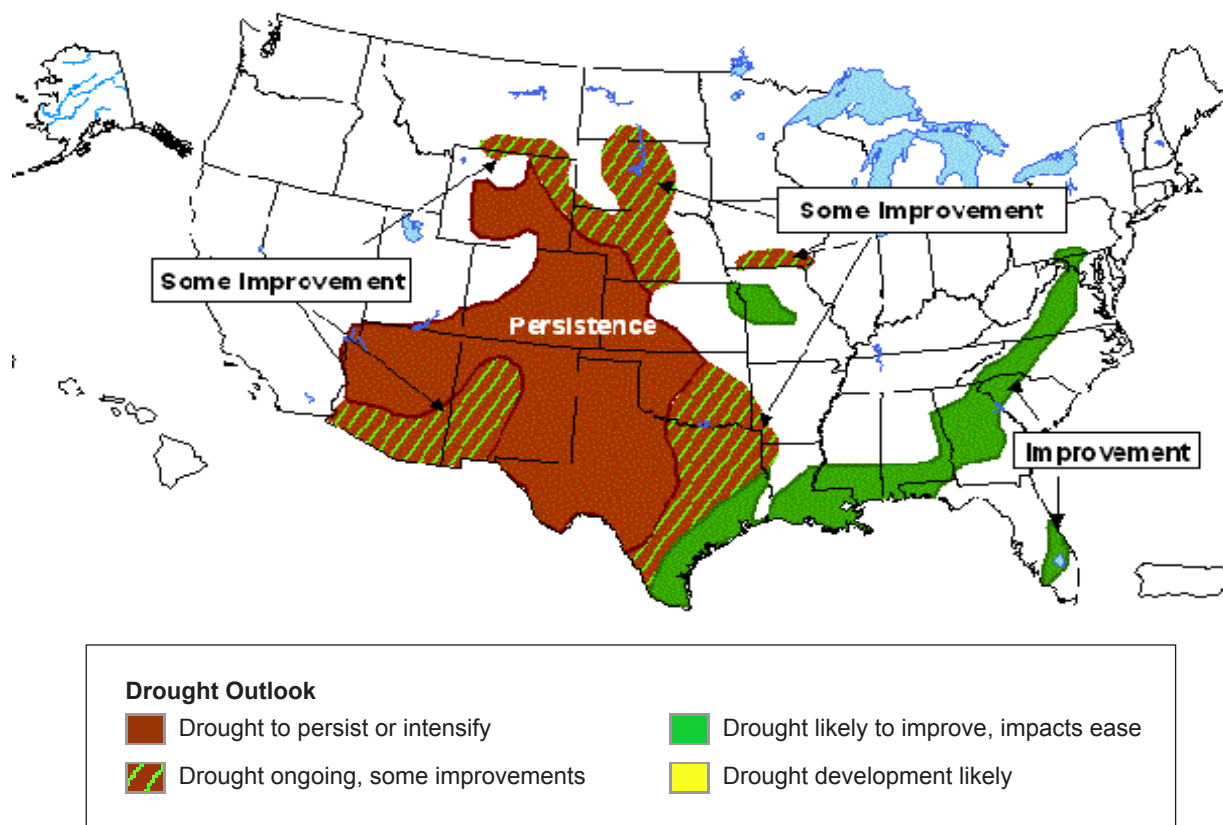 Some Improvement
Some Improvement
Persistence
Improvement
Drought Outlook
Drought to persist or intensify
Drought likely to improve, impacts ease
Drought ongoing, some improvements
Drought development likely